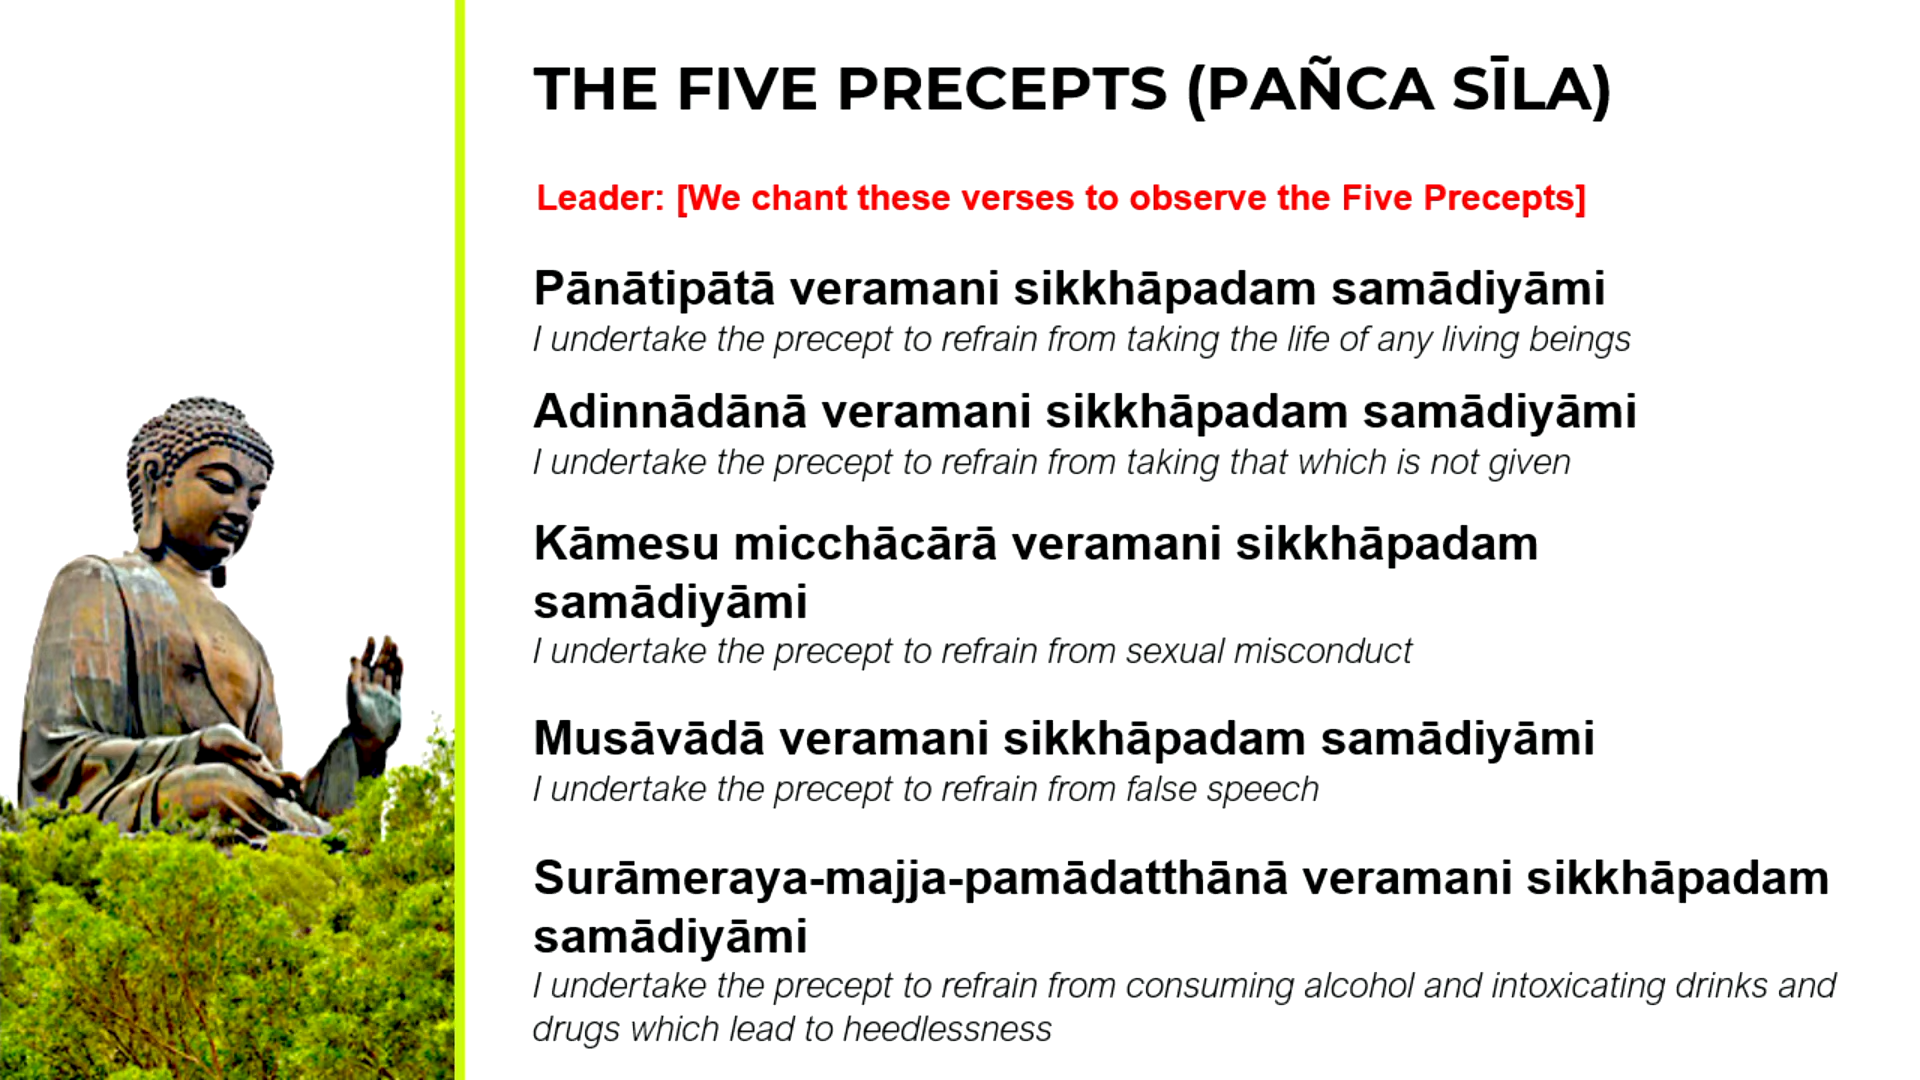 THE FIVE PRECEPTS (PAÑCA SĪLA)
Leader: [We chant these verses to observe the Five Precepts]
Pānātipātā veramani sikkhāpadam samādiyāmi
I undertake the precept to refrain from taking the life of any living beings
Adinnādānā veramani sikkhāpadam samādiyāmi
I undertake the precept to refrain from taking that which is not given
Kāmesu micchācārā veramani sikkhāpadam
samādiyāmi
I undertake the precept to refrain from sexual misconduct
Musāvādā veramani sikkhāpadam samādiyāmi
I undertake the precept to refrain from false speech
Surāmeraya-majja-pamādatthānā veramani sikkhāpadam
samādiyāmi
I undertake the precept to refrain from consuming alcohol and intoxicating drinks and
drugs which lead to heedlessness